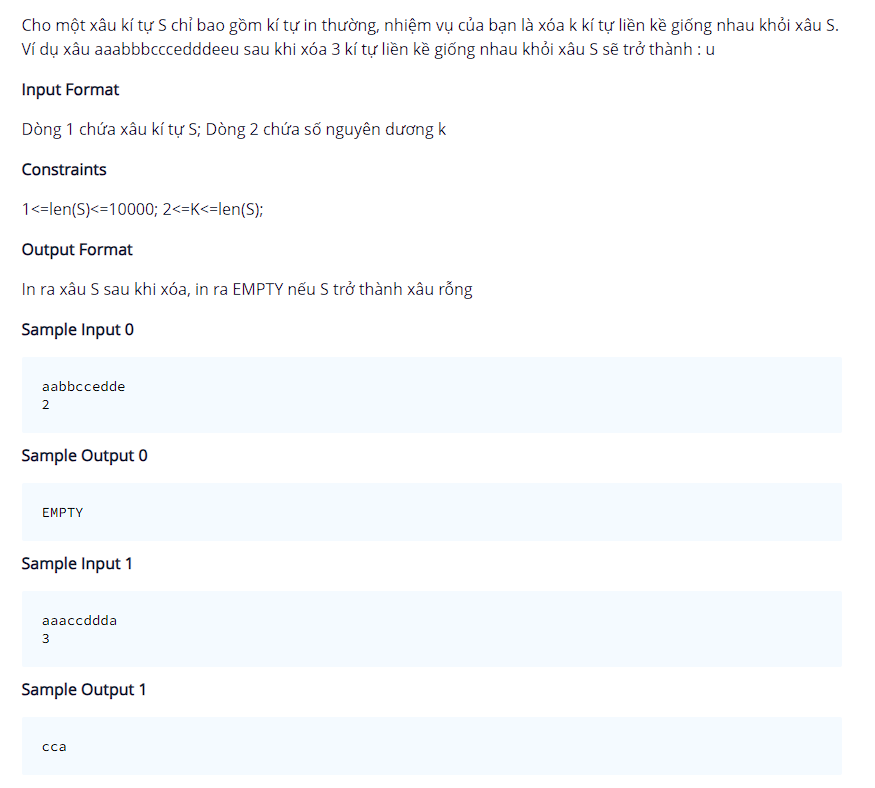 Cho một xâu kí tự S chỉ bao gồm kí tự in thường, nhiệm vụ của bạn là xóa k kí tự liền kề giống nhau khỏi xâu S.
Ví dụ xâu aaabbbcccedddeeu sau khi xóa 3 kí tự liền kề giống nhau khỏi xâu S sẽ trở thành : u
Input Format
Dòng 1 chứa xâu kí tự S; Dòng 2 chứa số nguyên dương k
Constraints
1<=len(S)<=10000; 2<=K<=len(S);
Output Format
In ra xâu S sau khi xóa, in ra EMPTY nếu S trở thành xâu rỗng
Sample Input 0
aabbccedde
2
Sample Output 0
EMPTY
Sample Input 1
aaaccddda
3
Sample Output 1
cca